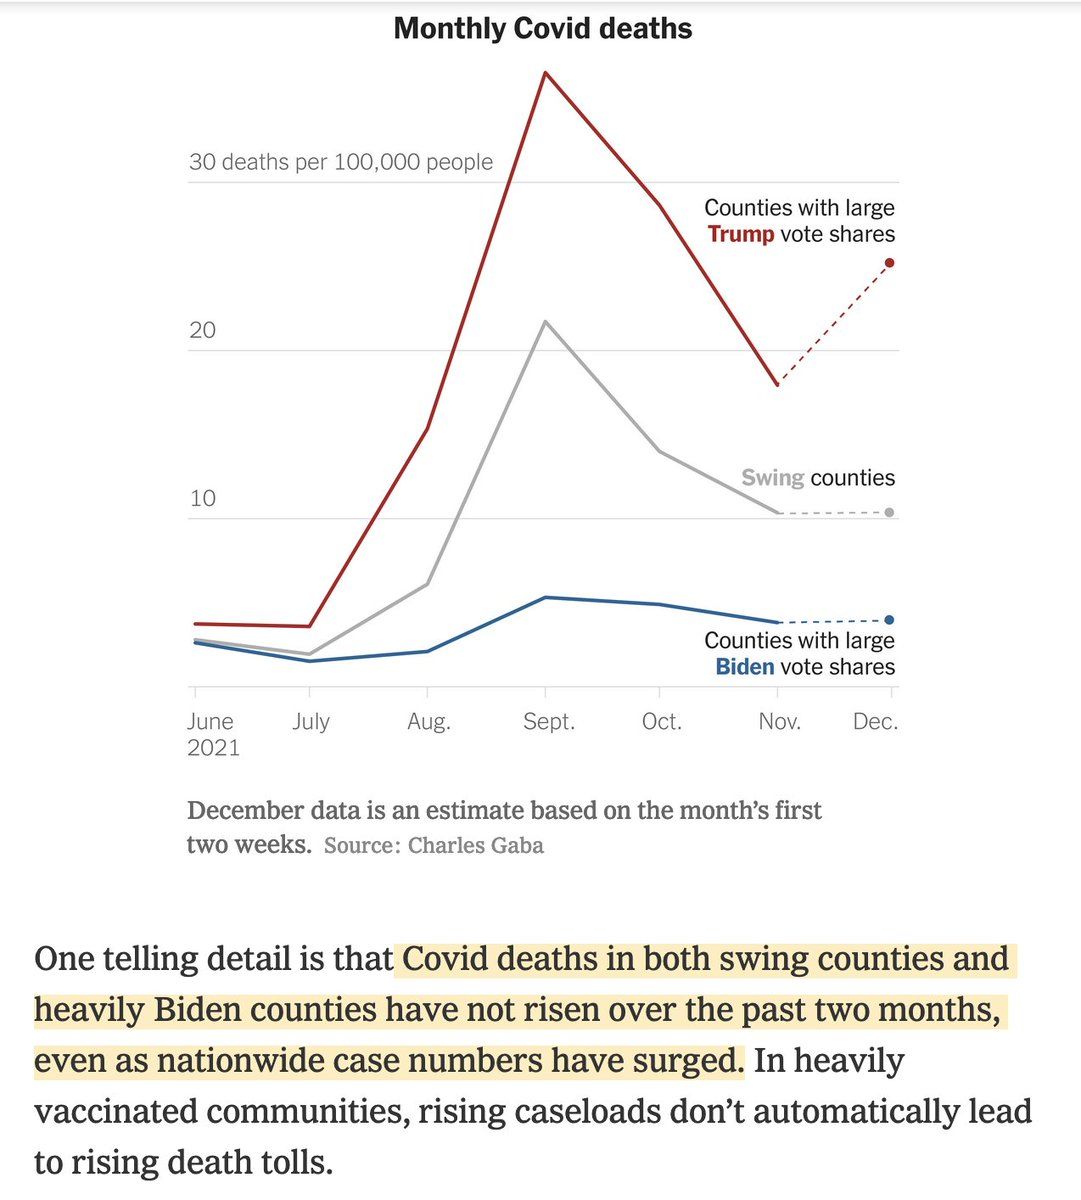 Monthly Covid deaths
30 deaths per 100,000 people
Counties with large
Trump vote shares
20
Swing counties
10
Counties with large
Biden vote shares
June July Aug. Sept. Oct. Nov. Dec.
2021
December data is an estimate based on the month’s first
two weeks. Source: Charles Gaba
One telling detail is that Covid deaths in both swing counties and
heavily Biden counties have not risen over the past two months,
even as nationwide case numbers have surged. In heavily
vaccinated communities, rising caseloads don’t automatically lead
to rising death tolls.